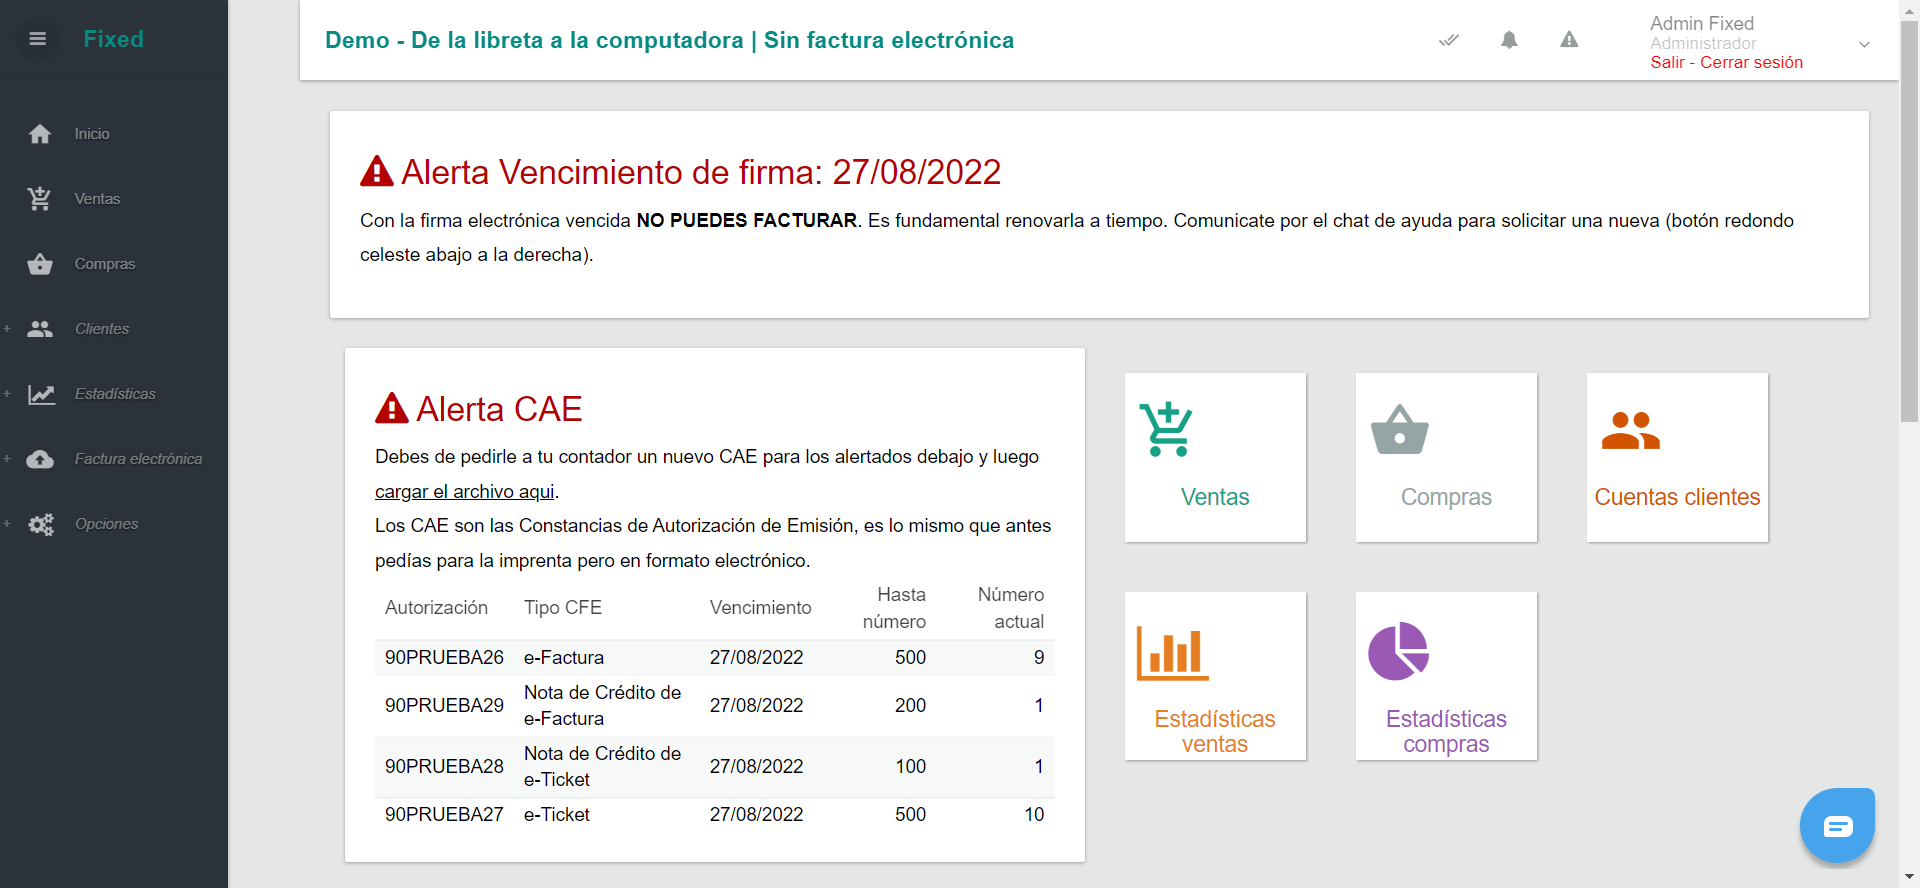 Fixed
Inicio
Ventas
Compras
+ Clientes
+ Estadísticas
+ Factura electrónica
+ Opciones
Demo - De la libreta a la computadora | Sin factura electrónica
Admin Fixed
Administrador
Salir - Cerrar sesión
Alerta Vencimiento de firma: 27/08/2022
Con la firma electrónica vencida NO PUEDES FACTURAR. Es fundamental renovarla a tiempo. Comunicate por el chat de ayuda para solicitar una nueva (botón redondo
celeste abajo a la derecha).
Alerta CAE
Debes de pedirle a tu contador un nuevo CAE para los alertados debajo y luego
cargar el archivo aqui.
Los CAE son las Constancias de Autorización de Emisión, es lo mismo que antes
pedías para la imprenta pero en formato electrónico.
Autorización Tipo CFE Vencimiento Hasta número Número actual
90PRUEBA26 e-Factura 27/08/2022 500 9
90PRUEBA29 Nota de Crédito de e-Factura 27/08/2022 200 1
90PRUEBA28 Nota de Crédito de e-Ticket 27/08/2022 100 1
90PRUEBA27 e-Ticket 27/08/2022 500 10
Ventas
Compras
Cuentas clientes
Estadísticas
ventas
Estadísticas
compras